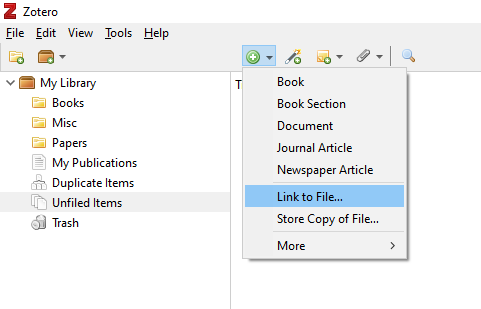 Zotero
File Edit View Tools Help
My Library
Books
Misc
Papers
My Publications
Duplicate Items
Unfiled Items
Trash
Book
Book Section
Document
Journal Article
Newspaper Article
Link to File...
Store Copy of File...
More